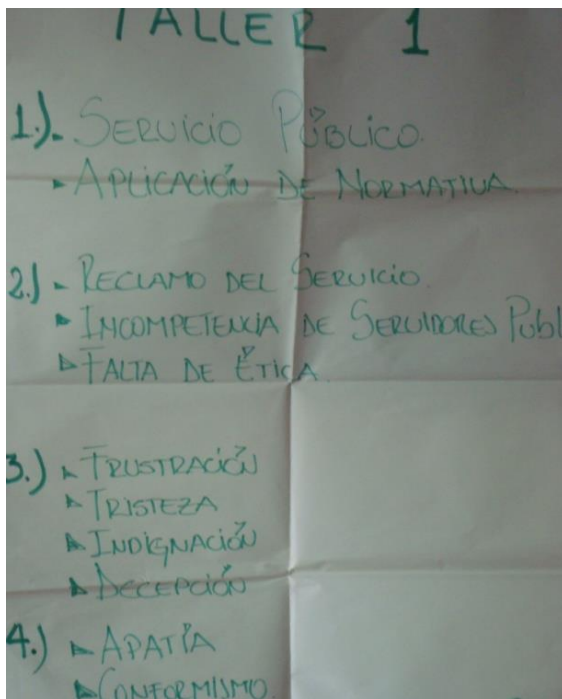 TALLER 1
1.)- SERVICIO PÚBLICO.
▸ APLICACIÓN DE NORMATIVA.
2.)- RECLAMO DEL SERVICIO.
▸ INCOMPETENCIA DE SERVIDORES PUBL
▸ FALTA DE ÉTICA.
3.) ▸ FRUSTRACIÓN
▸ TRISTEZA
▸ INDIGNACIÓN
▸ DECEPCIÓN
4.) ▸ APATÍA
▸ CONFORMISMO.